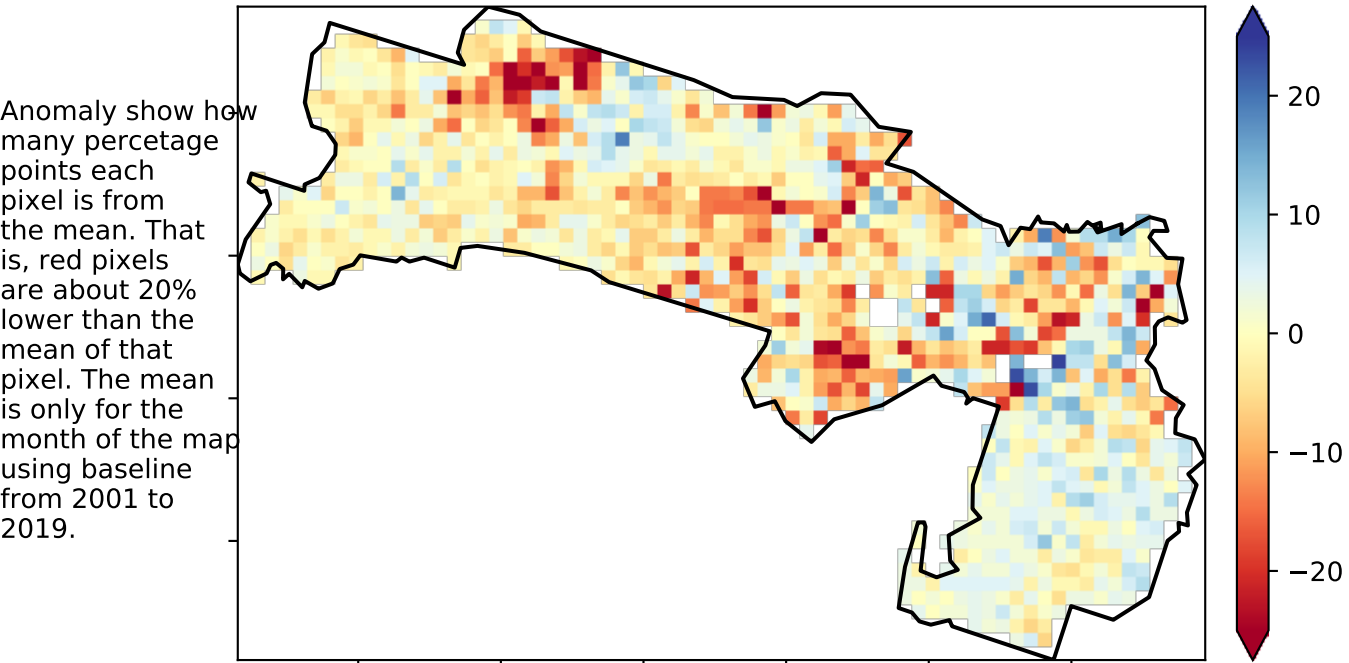 Anomaly show how
many percetage
points each
pixel is from
the mean. That
is, red pixels
are about 20%
lower than the
mean of that
pixel. The mean
is only for the
month of the map
using baseline
from 2001 to
2019.
20
10
0
−10
−20